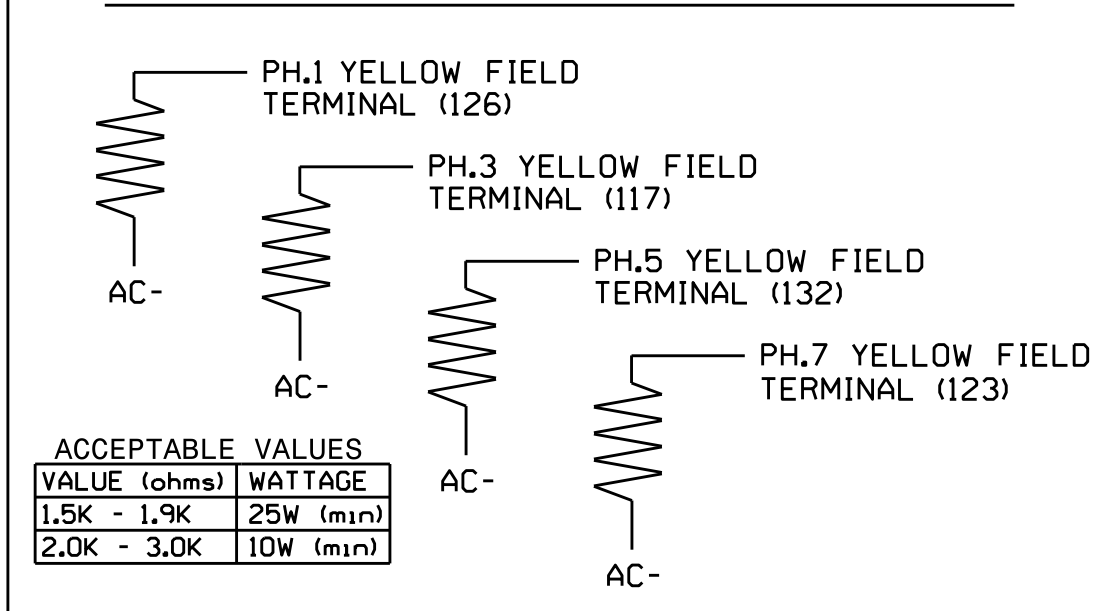 PH.1 YELLOW FIELD
TERMINAL (126)
AC-
PH.3 YELLOW FIELD
TERMINAL (117)
AC-
PH.5 YELLOW FIELD
TERMINAL (132)
AC-
PH.7 YELLOW FIELD
TERMINAL (123)
AC-
ACCEPTABLE VALUES
VALUE (ohms) WATTAGE
1.5K - 1.9K 25W (min)
2.0K - 3.0K 10W (min)